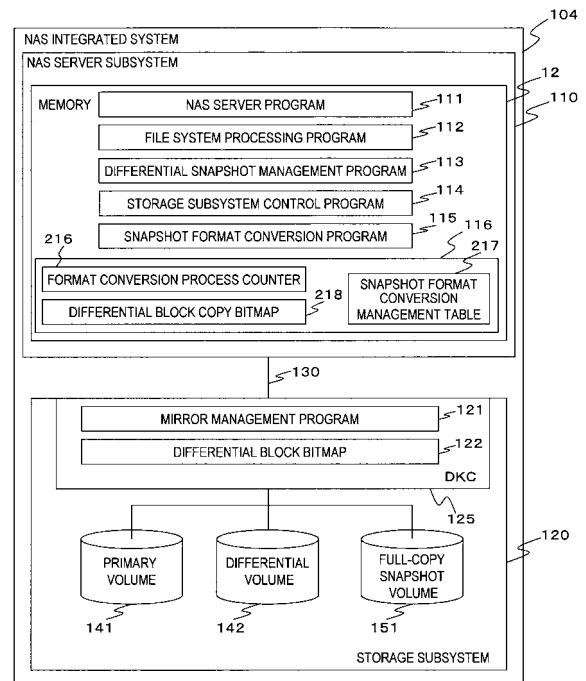 NAS INTEGRATED SYSTEM
104
NAS SERVER SUBSYSTEM
12
110
MEMORY
NAS SERVER PROGRAM
111
FILE SYSTEM PROCESSING PROGRAM
112
DIFFERENTIAL SNAPSHOT MANAGEMENT PROGRAM
113
STORAGE SUBSYSTEM CONTROL PROGRAM
114
SNAPSHOT FORMAT CONVERSION PROGRAM
115
116
216
217
FORMAT CONVERSION PROCESS COUNTER
SNAPSHOT FORMAT
CONVERSION
MANAGEMENT TABLE
218
DIFFERENTIAL BLOCK COPY BITMAP
130
MIRROR MANAGEMENT PROGRAM
121
DIFFERENTIAL BLOCK BITMAP
122
DKC
125
120
PRIMARY
VOLUME
DIFFERENTIAL
VOLUME
FULL-COPY
SNAPSHOT
VOLUME
141
142
151
STORAGE SUBSYSTEM